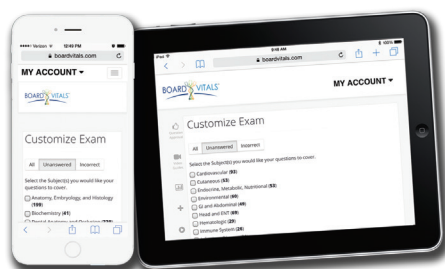 Verizon 12:49 PM
boardvitals.com
MY ACCOUNT
BOARD VITALS
Customize Exam
All Unanswered Incorrect
Select the Subject(s) you would like your
questions to cover.
Anatomy, Embryology, and Histology
(199)
Biochemistry (41)
iPad 9:48 AM 100%
boardvitals.com
BOARD VITALS
MY ACCOUNT
Customize Exam
All Unanswered Incorrect
Select the Subject(s) you would like your questions to cover.
Cardiovascular (93)
Cutaneous (53)
Endocrine, Metabolic, Nutritional (53)
Environmental (69)
GI and Abdominal (49)
Head and ENT (69)
Hematologic (29)
Immune System (26)